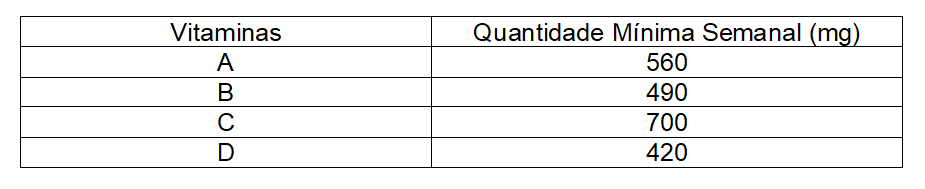 Vitaminas Quantidade Mínima Semanal (mg)
A 560
B 490
C 700
D 420